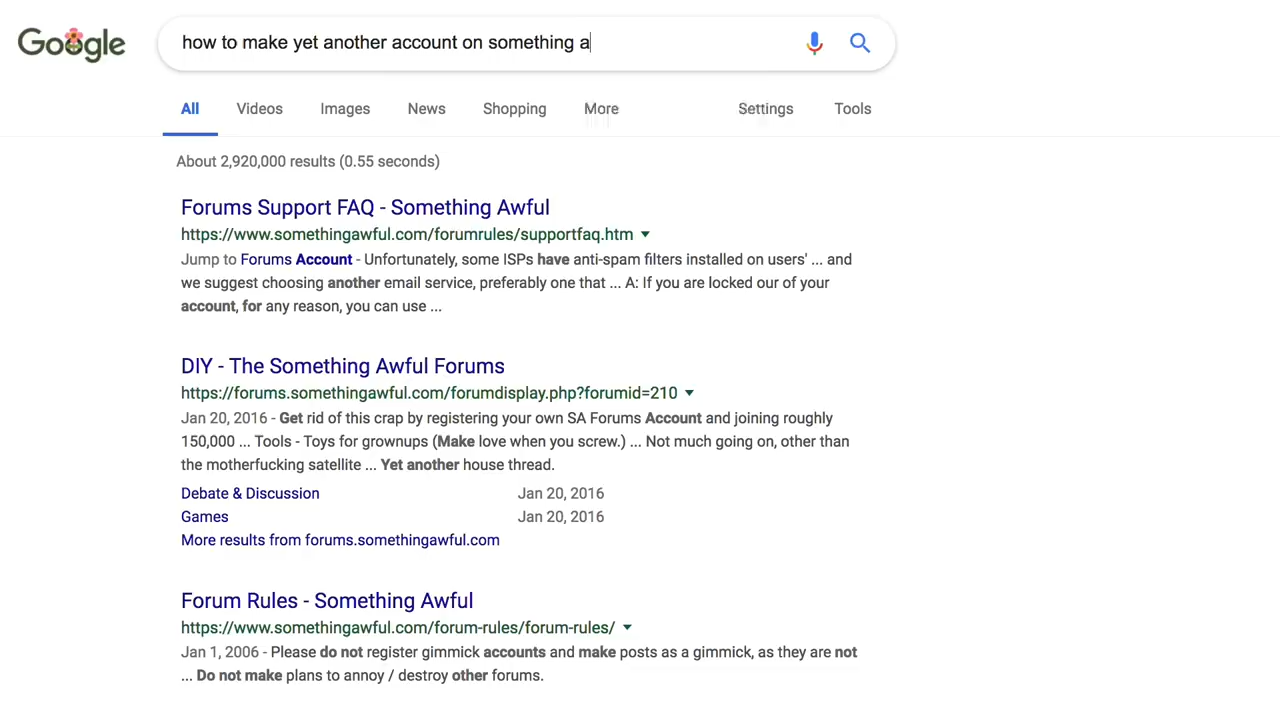 Google
how to make yet another account on something a
All Videos Images News Shopping More Settings Tools
About 2,920,000 results (0.55 seconds)
Forums Support FAQ - Something Awful
https://www.somethingawful.com/forumrules/supportfaq.htm
Jump to Forums Account - Unfortunately, some ISPs have anti-spam filters installed on users' ... and
we suggest choosing another email service, preferably one that ... A: If you are locked our of your
account, for any reason, you can use ...
DIY - The Something Awful Forums
https://forums.somethingawful.com/forumdisplay.php?forumid=210
Jan 20, 2016 - Get rid of this crap by registering your own SA Forums Account and joining roughly
150,000 ... Tools - Toys for grownups (Make love when you screw.) ... Not much going on, other than
the motherfucking satellite ... Yet another house thread.
Debate & Discussion Jan 20, 2016
Games Jan 20, 2016
More results from forums.somethingawful.com
Forum Rules - Something Awful
https://www.somethingawful.com/forum-rules/forum-rules/
Jan 1, 2006 - Please do not register gimmick accounts and make posts as a gimmick, as they are not
... Do not make plans to annoy / destroy other forums.